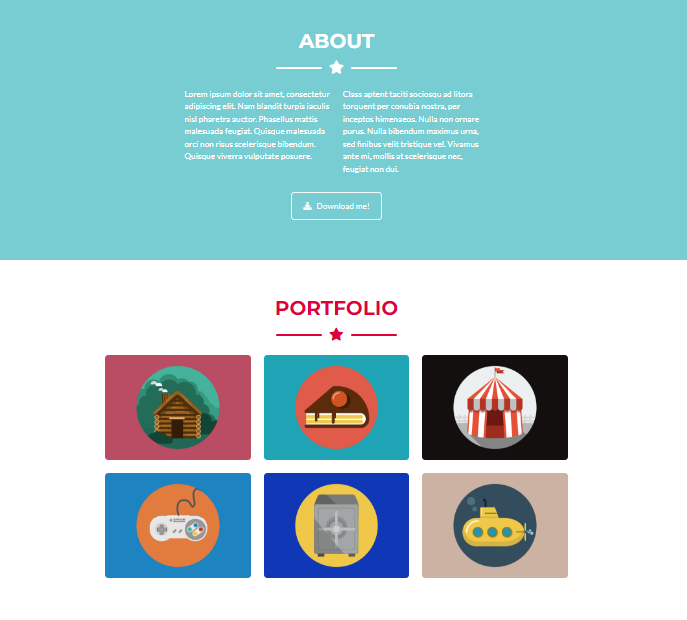 ABOUT
Lorem ipsum dolor sit amet, consectetur
adipiscing elit. Nam blandit turpis iaculis
nisl pharetra auctor. Phasellus mattis
malesuada feugiat. Quisque malesuada
orci non risus scelerisque bibendum.
Quisque viverra vulputate posuere.
Class aptent taciti sociosqu ad litora
torquent per conubia nostra, per
inceptos himenaeos. Nulla non ornare
purus. Nulla bibendum maximus urna,
sed finibus velit tristique vel. Vivamus
ante mi, mollis at scelerisque nec,
feugiat non dui.
Download me!
PORTFOLIO